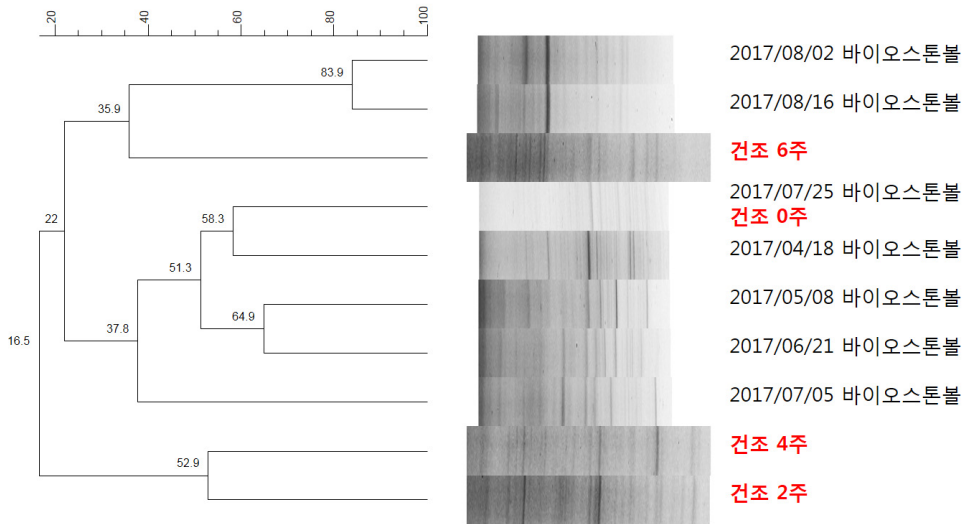 20 40 60 80 100
83.9
35.9
22
58.3
51.3
64.9
37.8
16.5
52.9
2017/08/02 바이오스톤볼
2017/08/16 바이오스톤볼
건조 6주
2017/07/25 바이오스톤볼
건조 0주
2017/04/18 바이오스톤볼
2017/05/08 바이오스톤볼
2017/06/21 바이오스톤볼
2017/07/05 바이오스톤볼
건조 4주
건조 2주